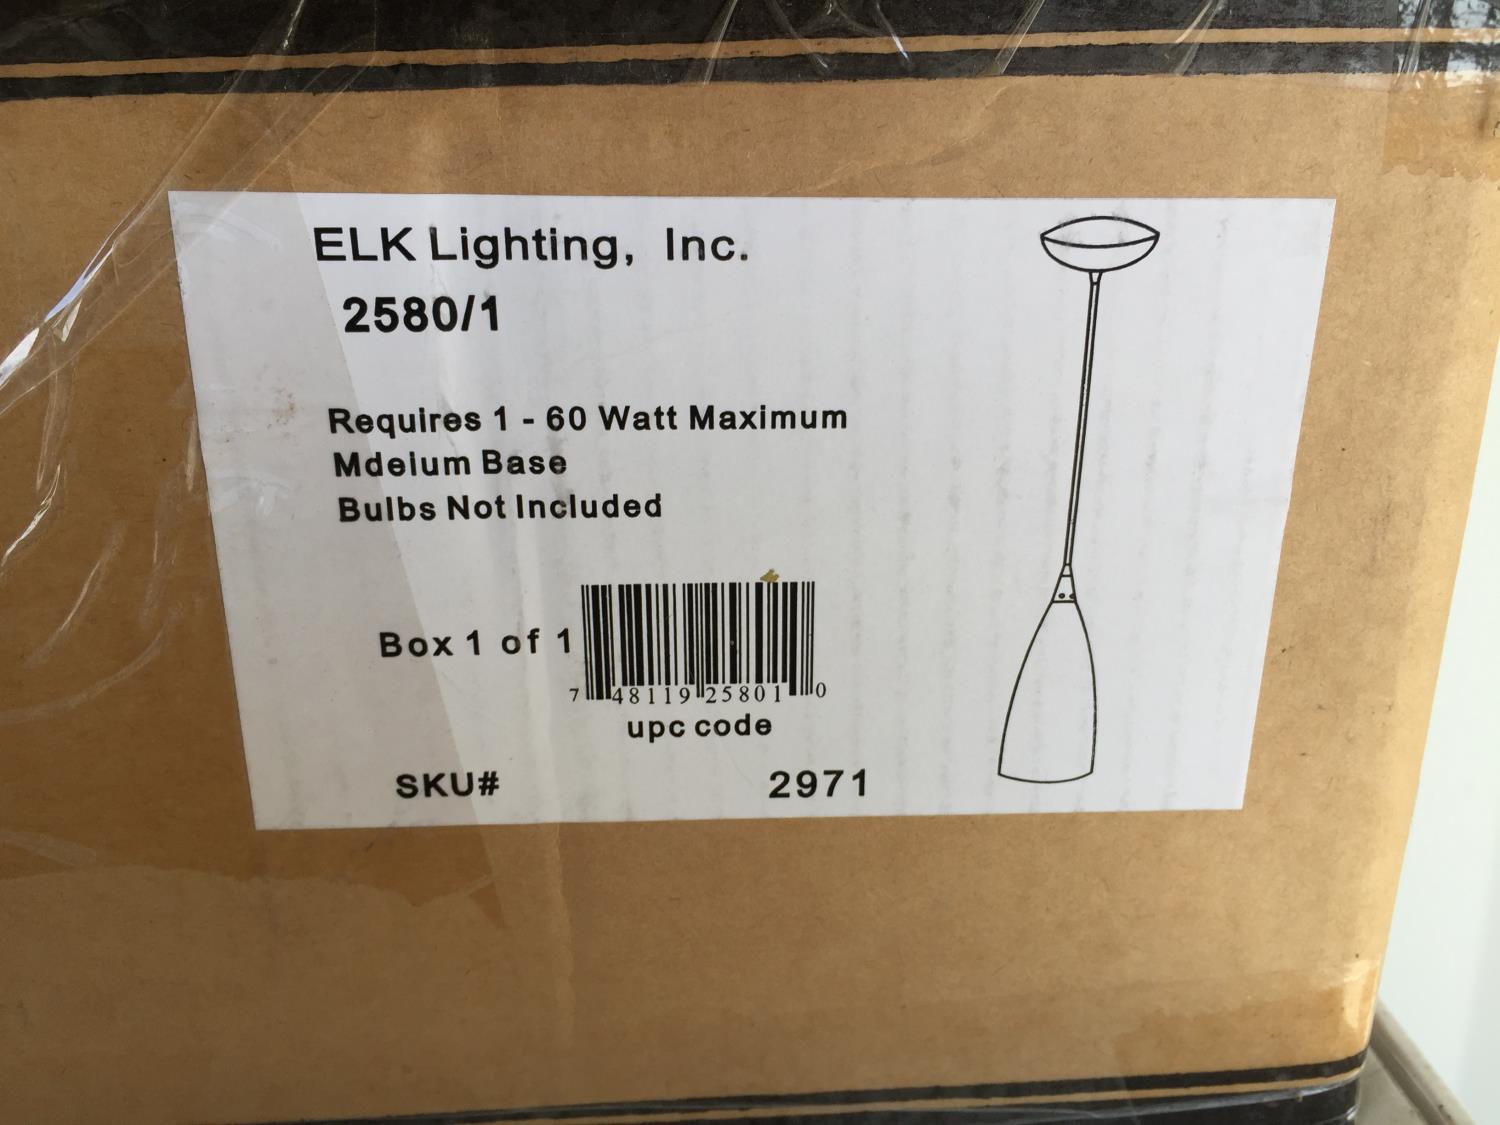 ELK Lighting, Inc.
2580/1
Requires 1 - 60 Watt Maximum
Mdeium Base
Bulbs Not Included
Box 1 of 1
7 48119 25801 0
upc code
SKU# 2971